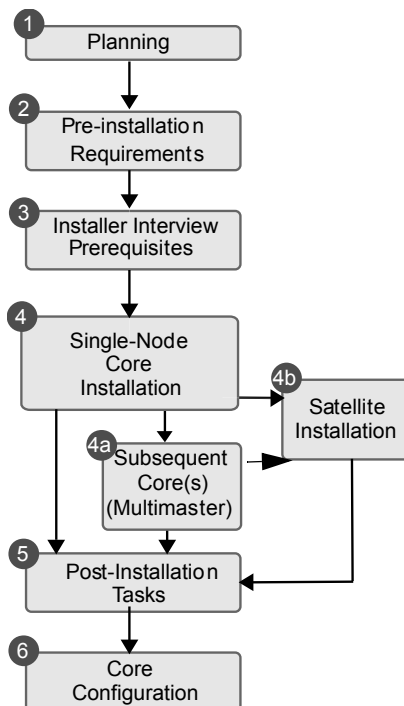 1
Planning
2
Pre-installation
Requirements
3
Installer Interview
Prerequisites
4
Single-Node
Core
Installation
4b
Satellite
Installation
4a
Subsequent
Core(s)
(Multimaster)
5
Post-Installation
Tasks
6
Core
Configuration